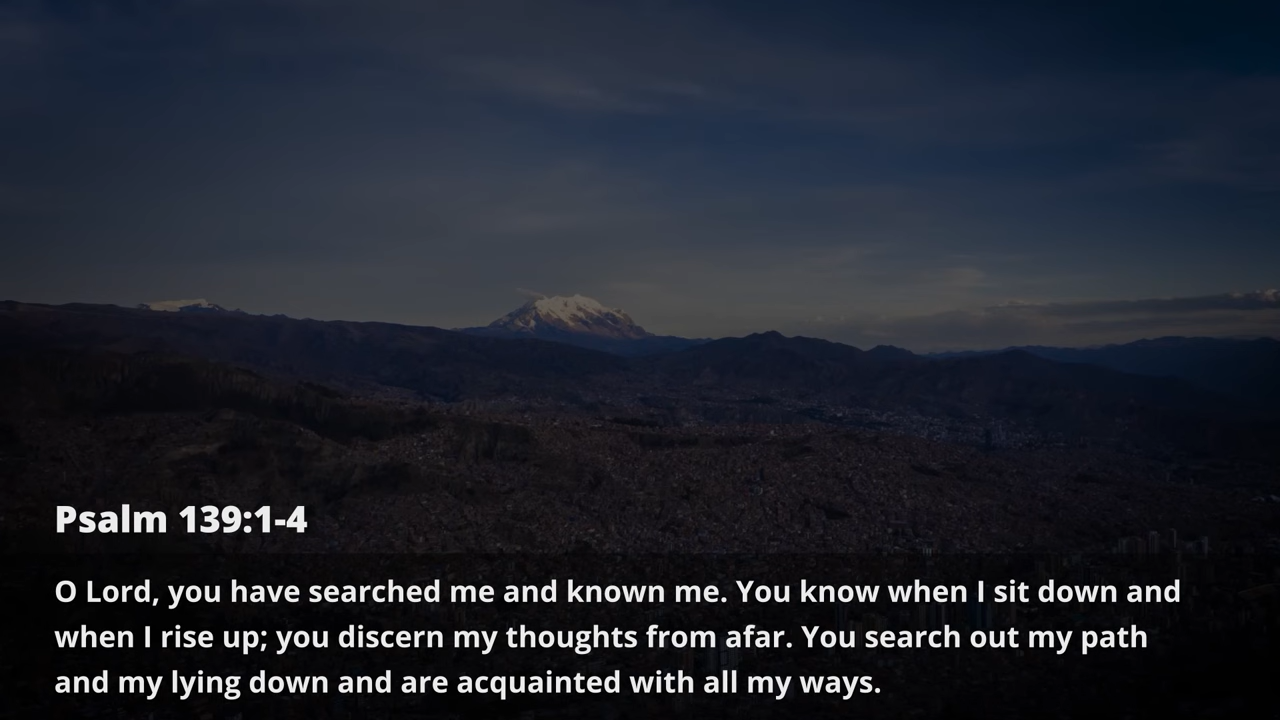 Psalm 139:1-4
O Lord, you have searched me and known me. You know when I sit down and
when I rise up; you discern my thoughts from afar. You search out my path
and my lying down and are acquainted with all my ways.